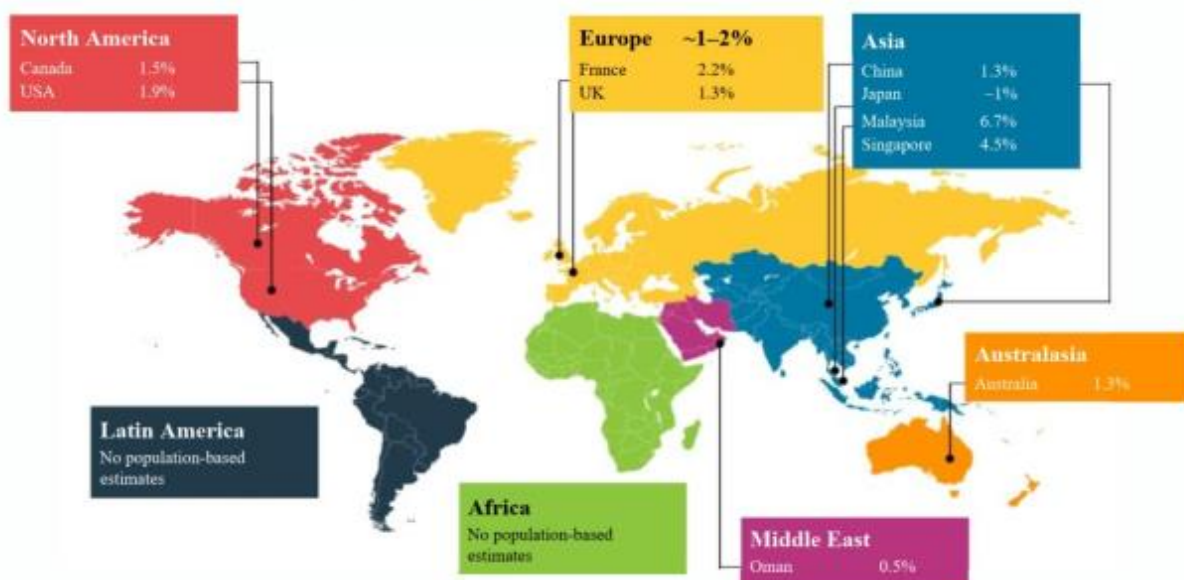 North America
Canada 1.5%
USA 1.9%
Europe ~1–2%
France 2.2%
UK 1.3%
Asia
China 1.3%
Japan ~1%
Malaysia 6.7%
Singapore 4.5%
Australasia
Australia 1.3%
Latin America
No population-based
estimates
Africa
No population-based
estimates
Middle East
Oman 0.5%